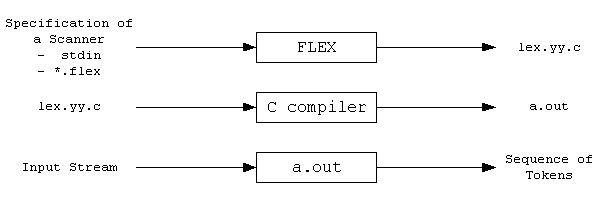 Specification of
a Scanner
- stdin
- *.flex
FLEX
lex.yy.c
lex.yy.c
C compiler
a.out
Input Stream
a.out
Sequence of
Tokens